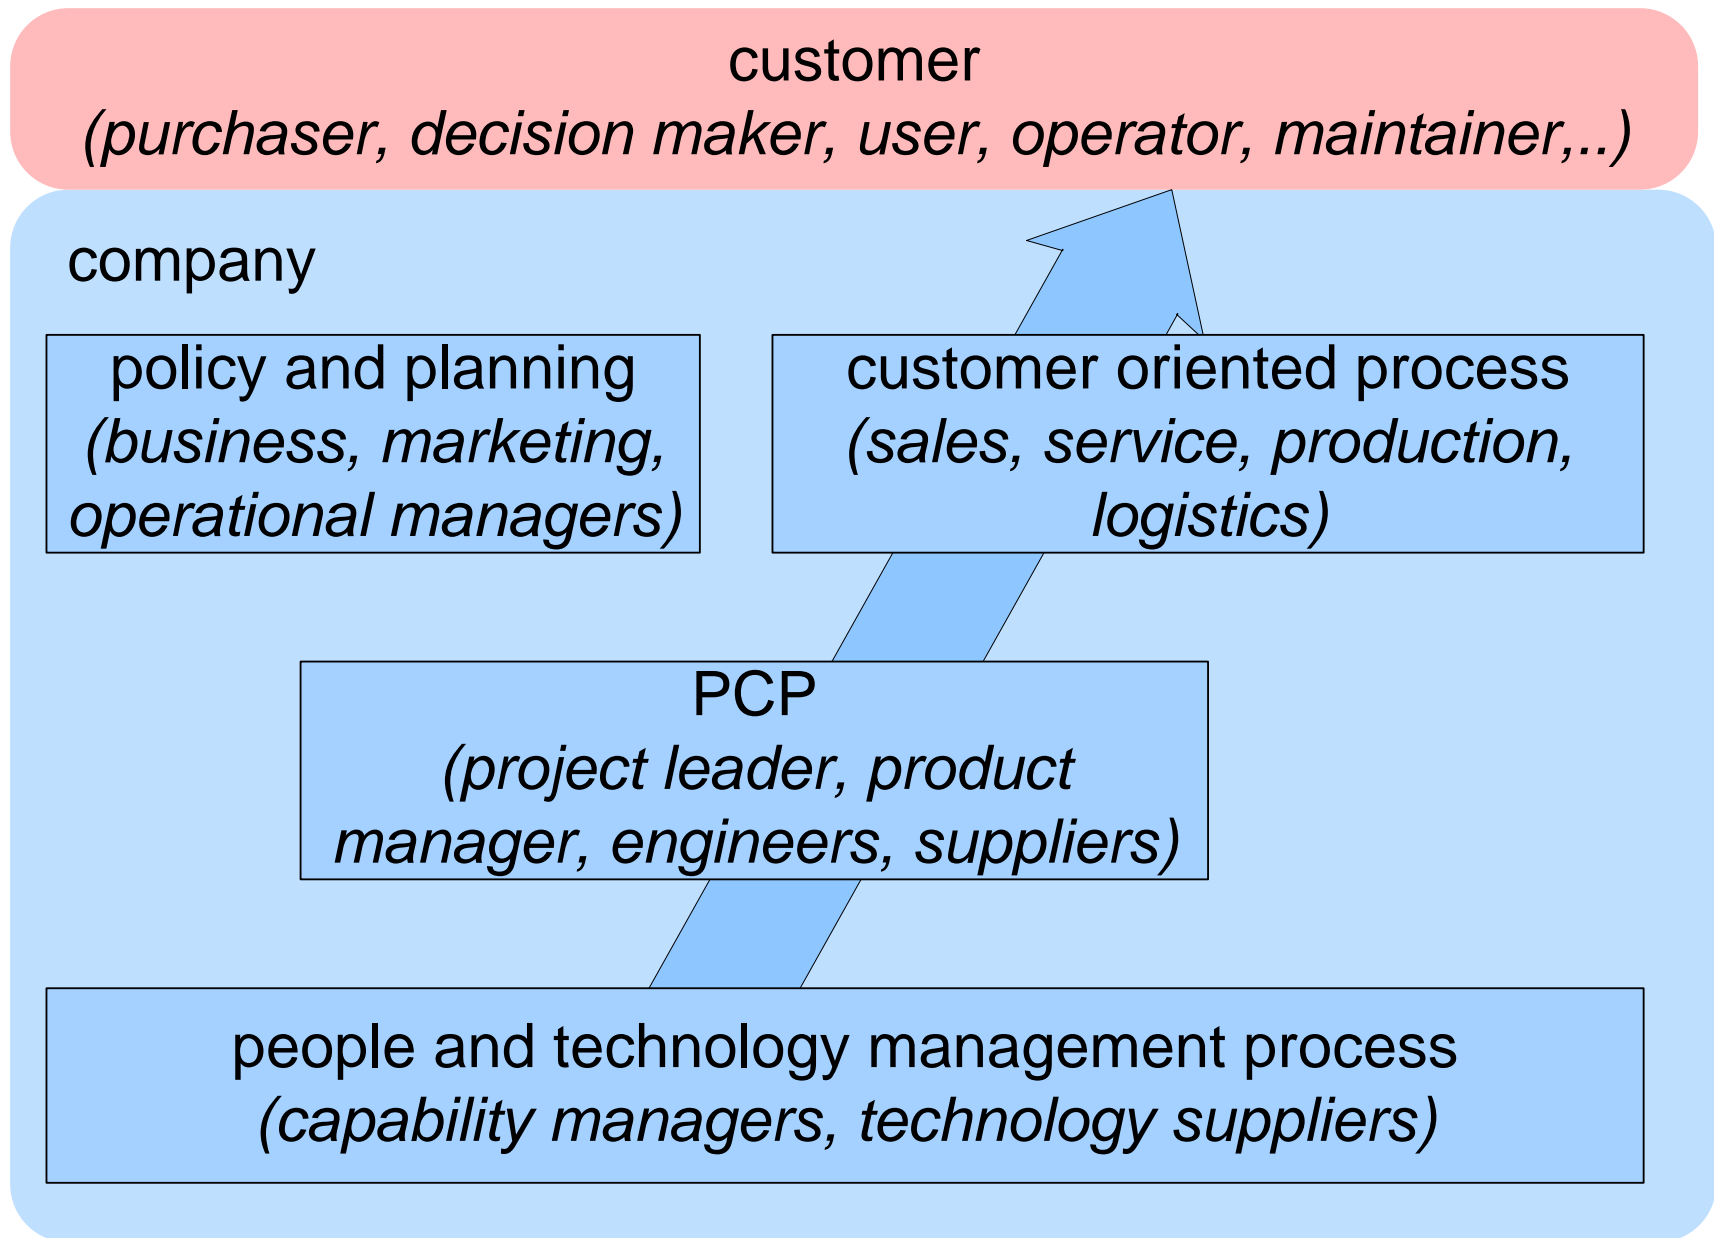 customer
(purchaser, decision maker, user, operator, maintainer,..)
company
policy and planning
(business, marketing,
operational managers)
customer oriented process
(sales, service, production,
logistics)
PCP
(project leader, product
manager, engineers, suppliers)
people and technology management process
(capability managers, technology suppliers)